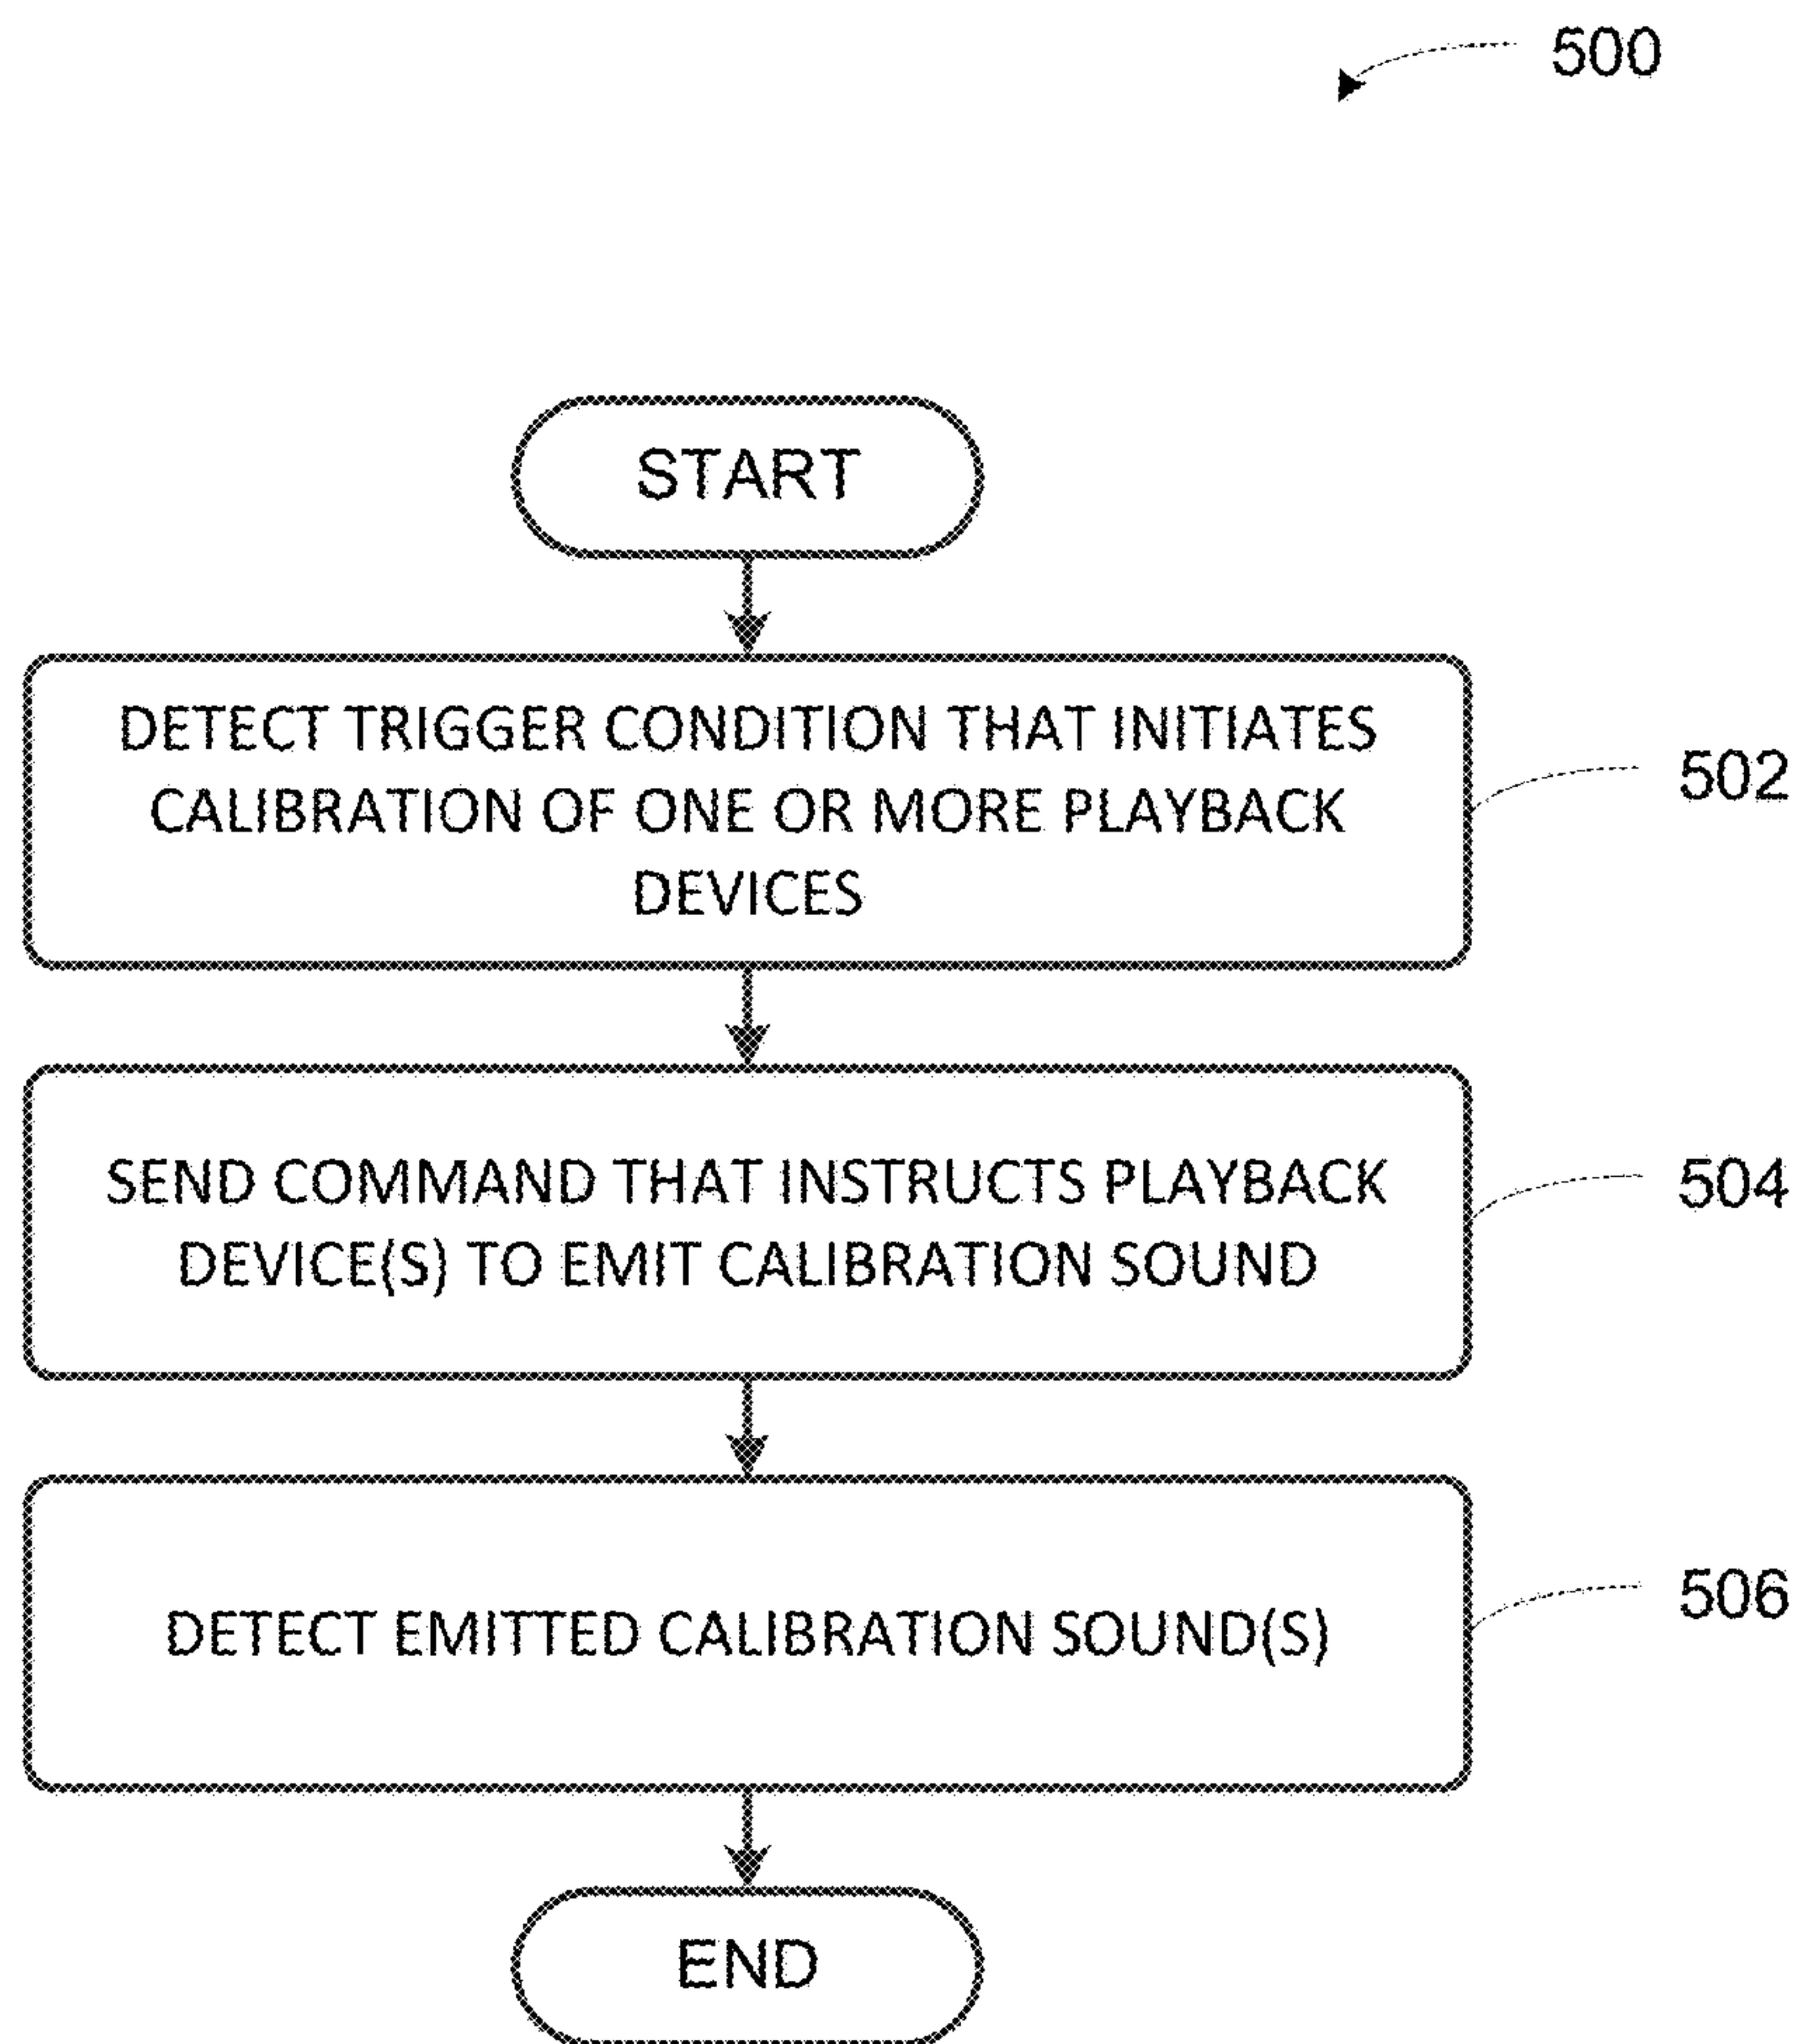 500
START
DETECT TRIGGER CONDITION THAT INITIATES
CALIBRATION OF ONE OR MORE PLAYBACK
DEVICES
502
SEND COMMAND THAT INSTRUCTS PLAYBACK
DEVICE(S) TO EMIT CALIBRATION SOUND
504
DETECT EMITTED CALIBRATION SOUND(S)
506
END